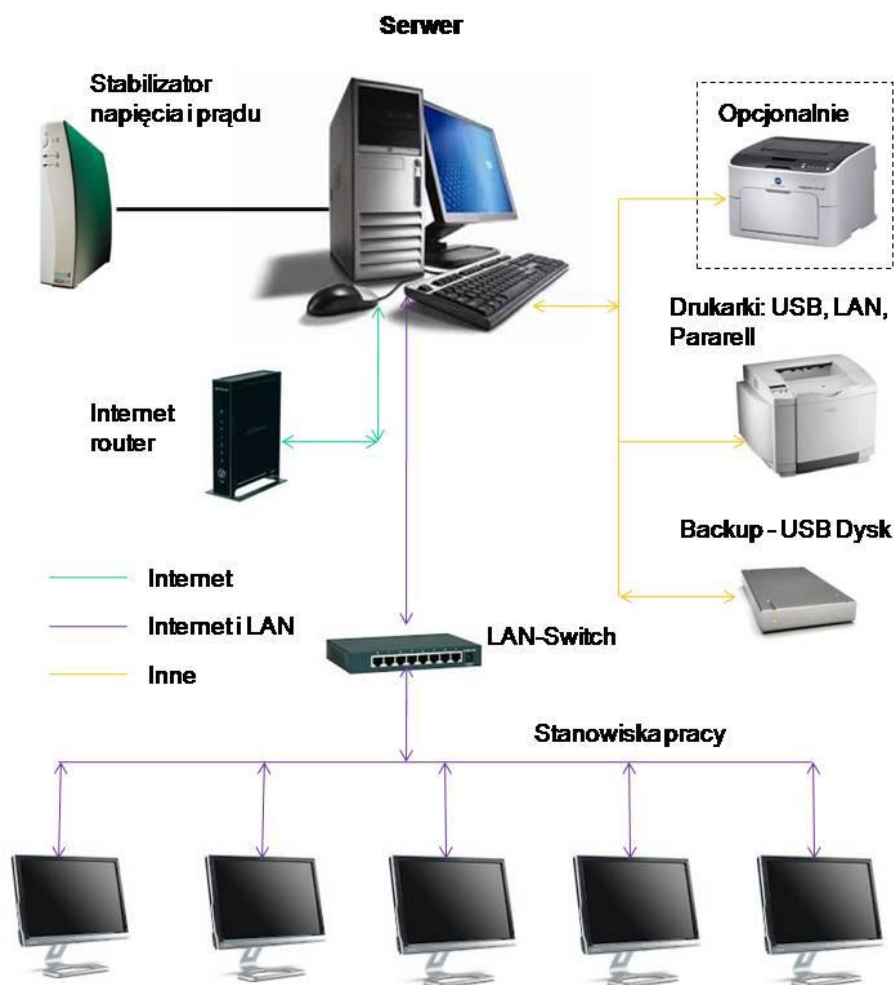 Serwer
Stabilizator
napięcia i prądu
Opcjonalnie
Drukarki: USB, LAN,
Pararell
Internet
router
Backup - USB Dysk
Internet
Internet i LAN
Inne
LAN-Switch
Stanowiska pracy